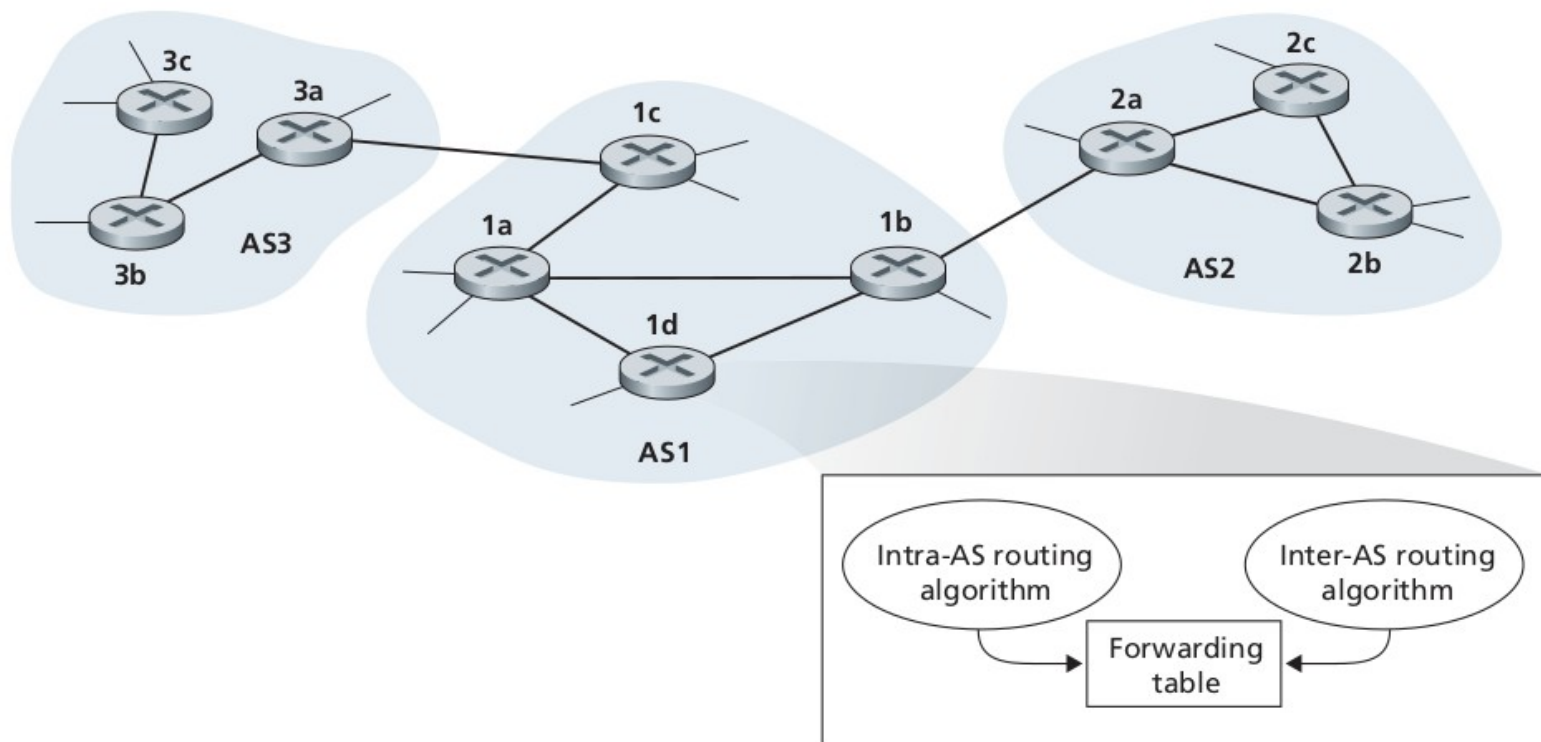 3c
3a
3b
AS3
1c
1a
1b
1d
AS1
2c
2a
2b
AS2
Intra-AS routing
algorithm
Inter-AS routing
algorithm
Forwarding
table